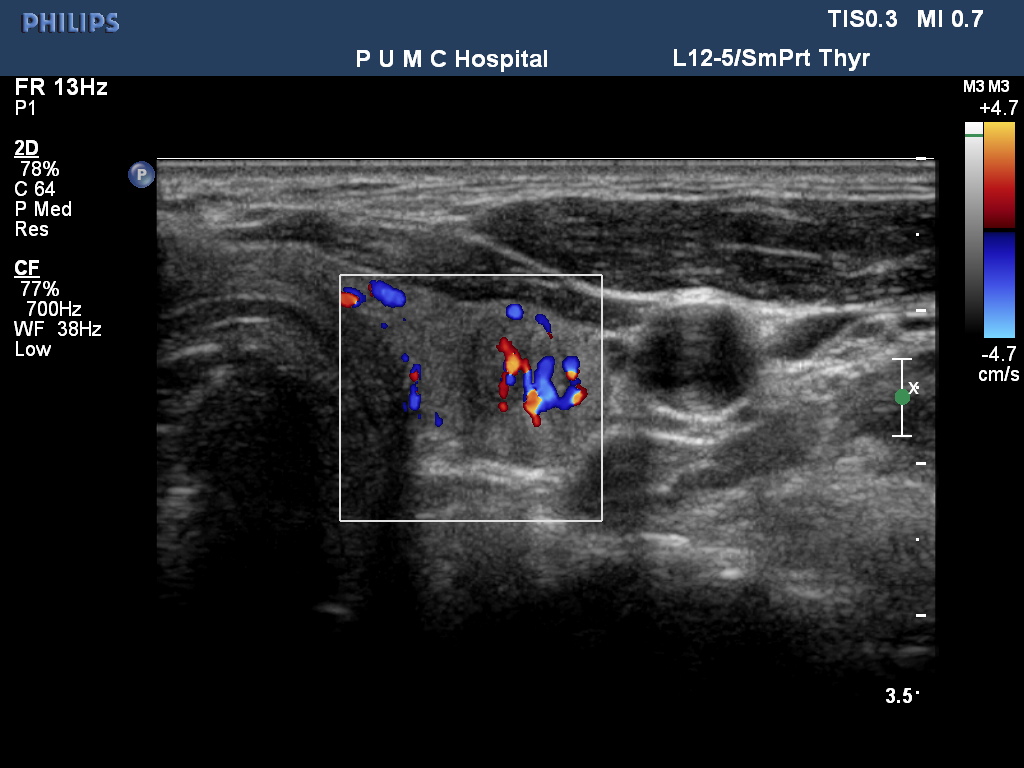 PHILIPS
TIS0.3 MI 0.7
P U M C Hospital
L12-5/SmPrt Thyr
FR 13Hz
P1
2D
78%
C 64
P Med
Res
CF
77%
700Hz
WF 38Hz
Low
P
M3 M3
+4.7
-4.7
cm/s
x
3.5